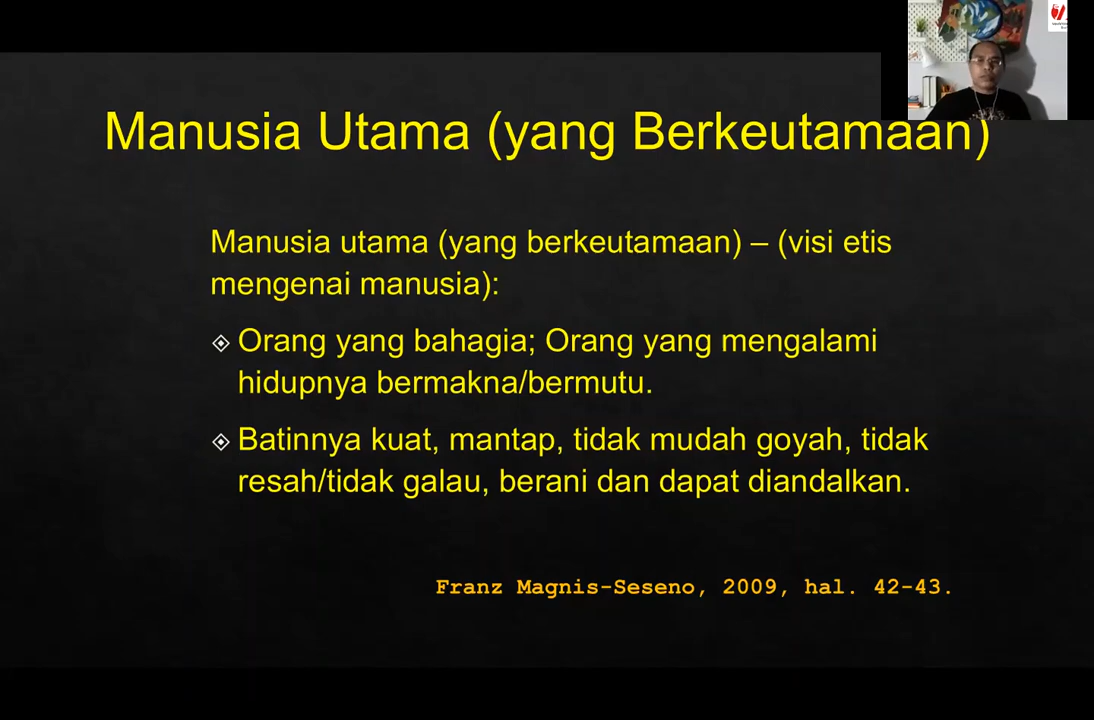 Manusia Utama (yang Berkeutamaan)
Manusia utama (yang berkeutamaan) – (visi etis
mengenai manusia):
Orang yang bahagia; Orang yang mengalami
hidupnya bermakna/bermutu.
Batinnya kuat, mantap, tidak mudah goyah, tidak
resah/tidak galau, berani dan dapat diandalkan.
Franz Magnis-Seseno, 2009, hal. 42-43.